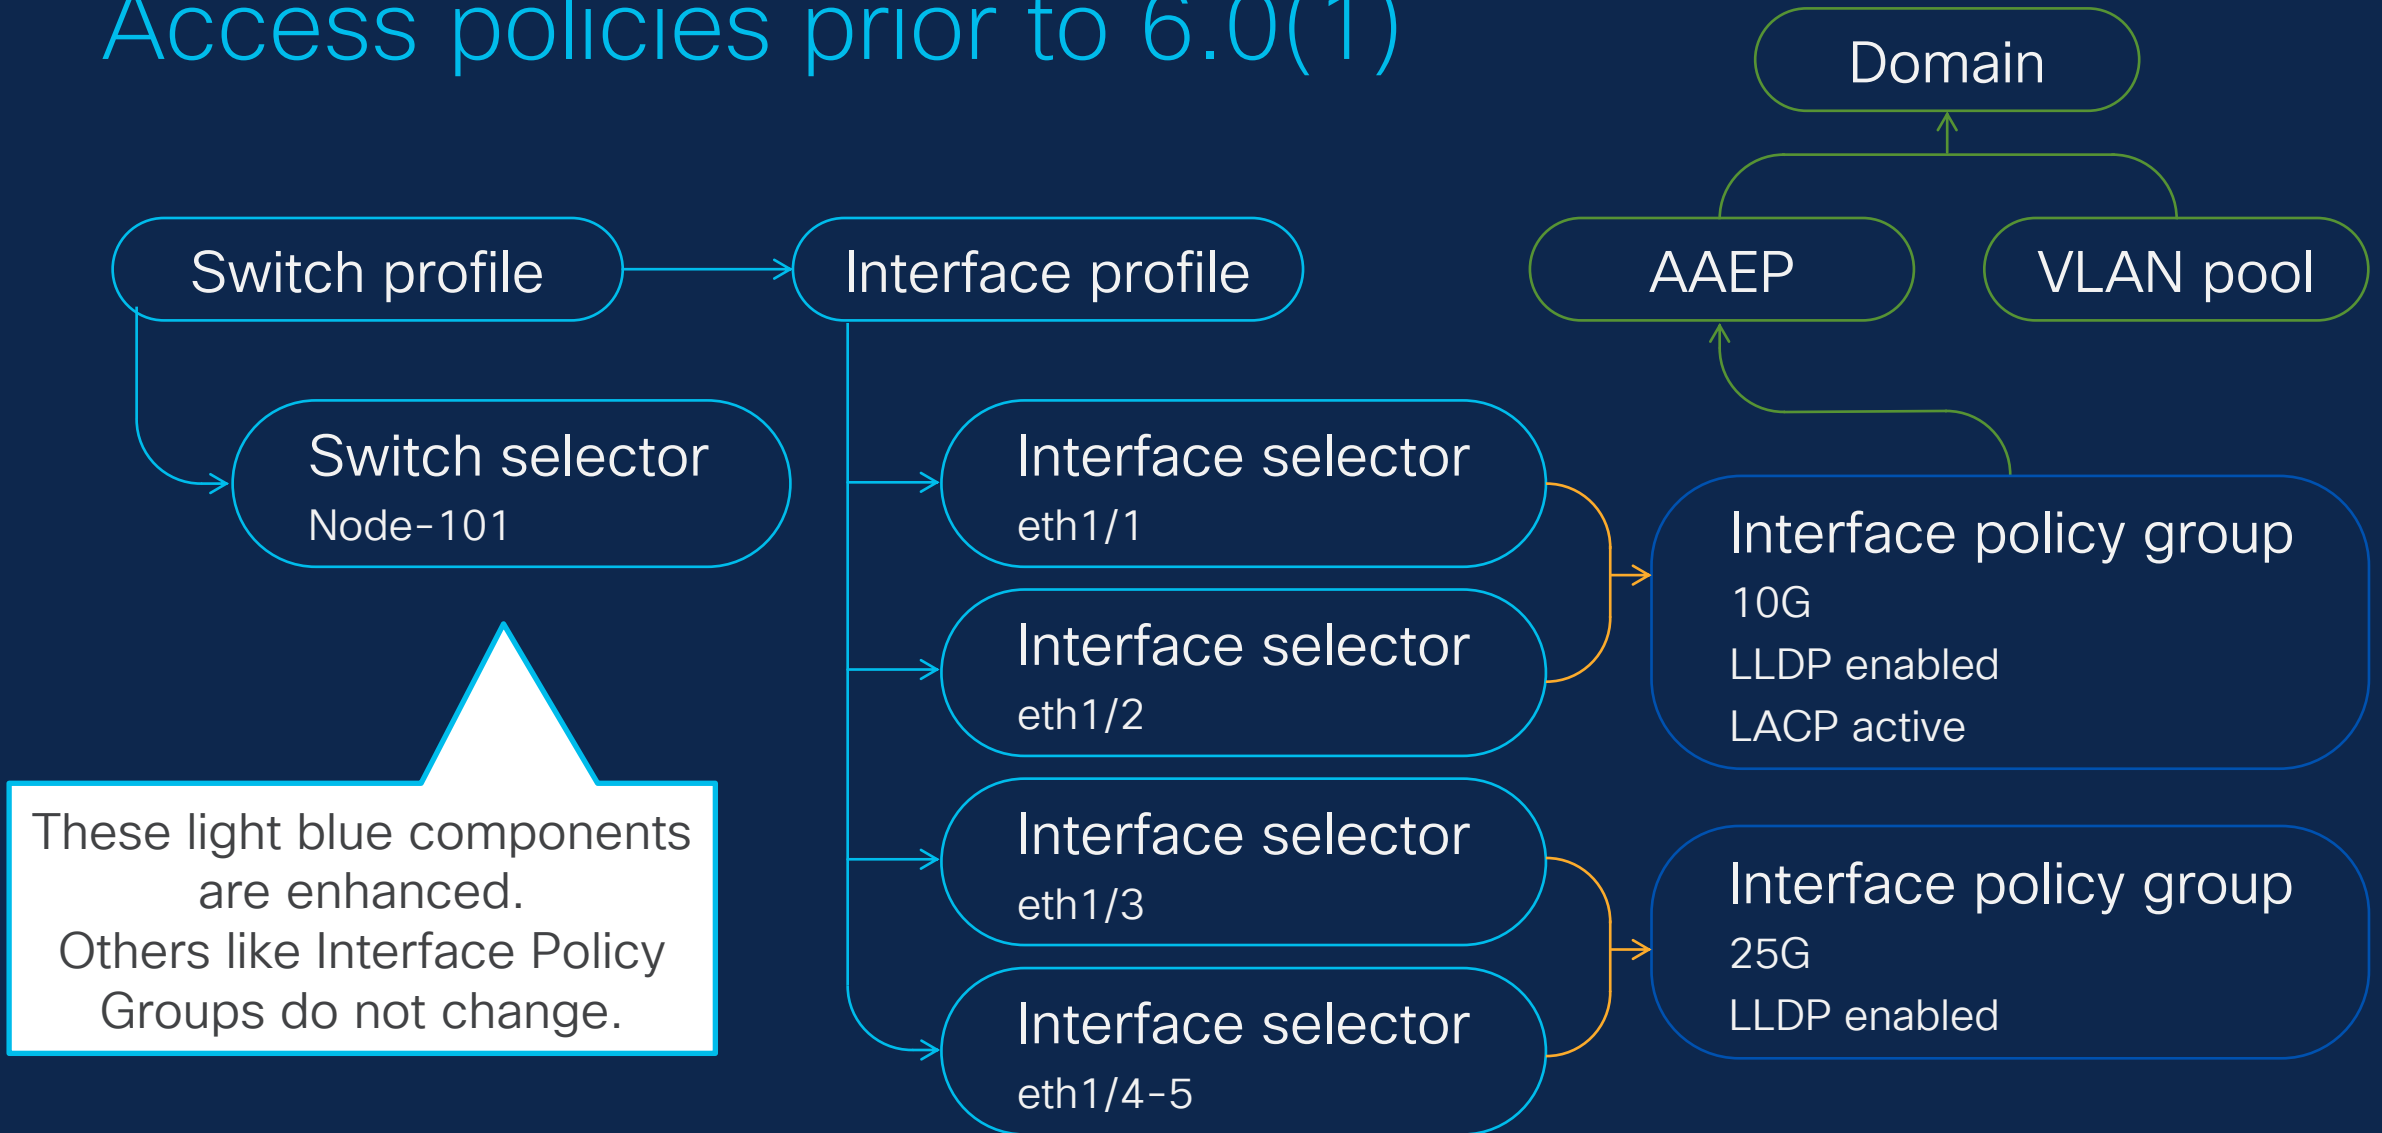 Access policies prior to 6.0(1)
Domain
Switch profile
Interface profile
AAEP
VLAN pool
Switch selector
Node-101
Interface selector
eth1/1
Interface selector
eth1/2
Interface selector
eth1/3
Interface selector
eth1/4-5
Interface policy group
10G
LLDP enabled
LACP active
Interface policy group
25G
LLDP enabled
These light blue components
are enhanced.
Others like Interface Policy
Groups do not change.